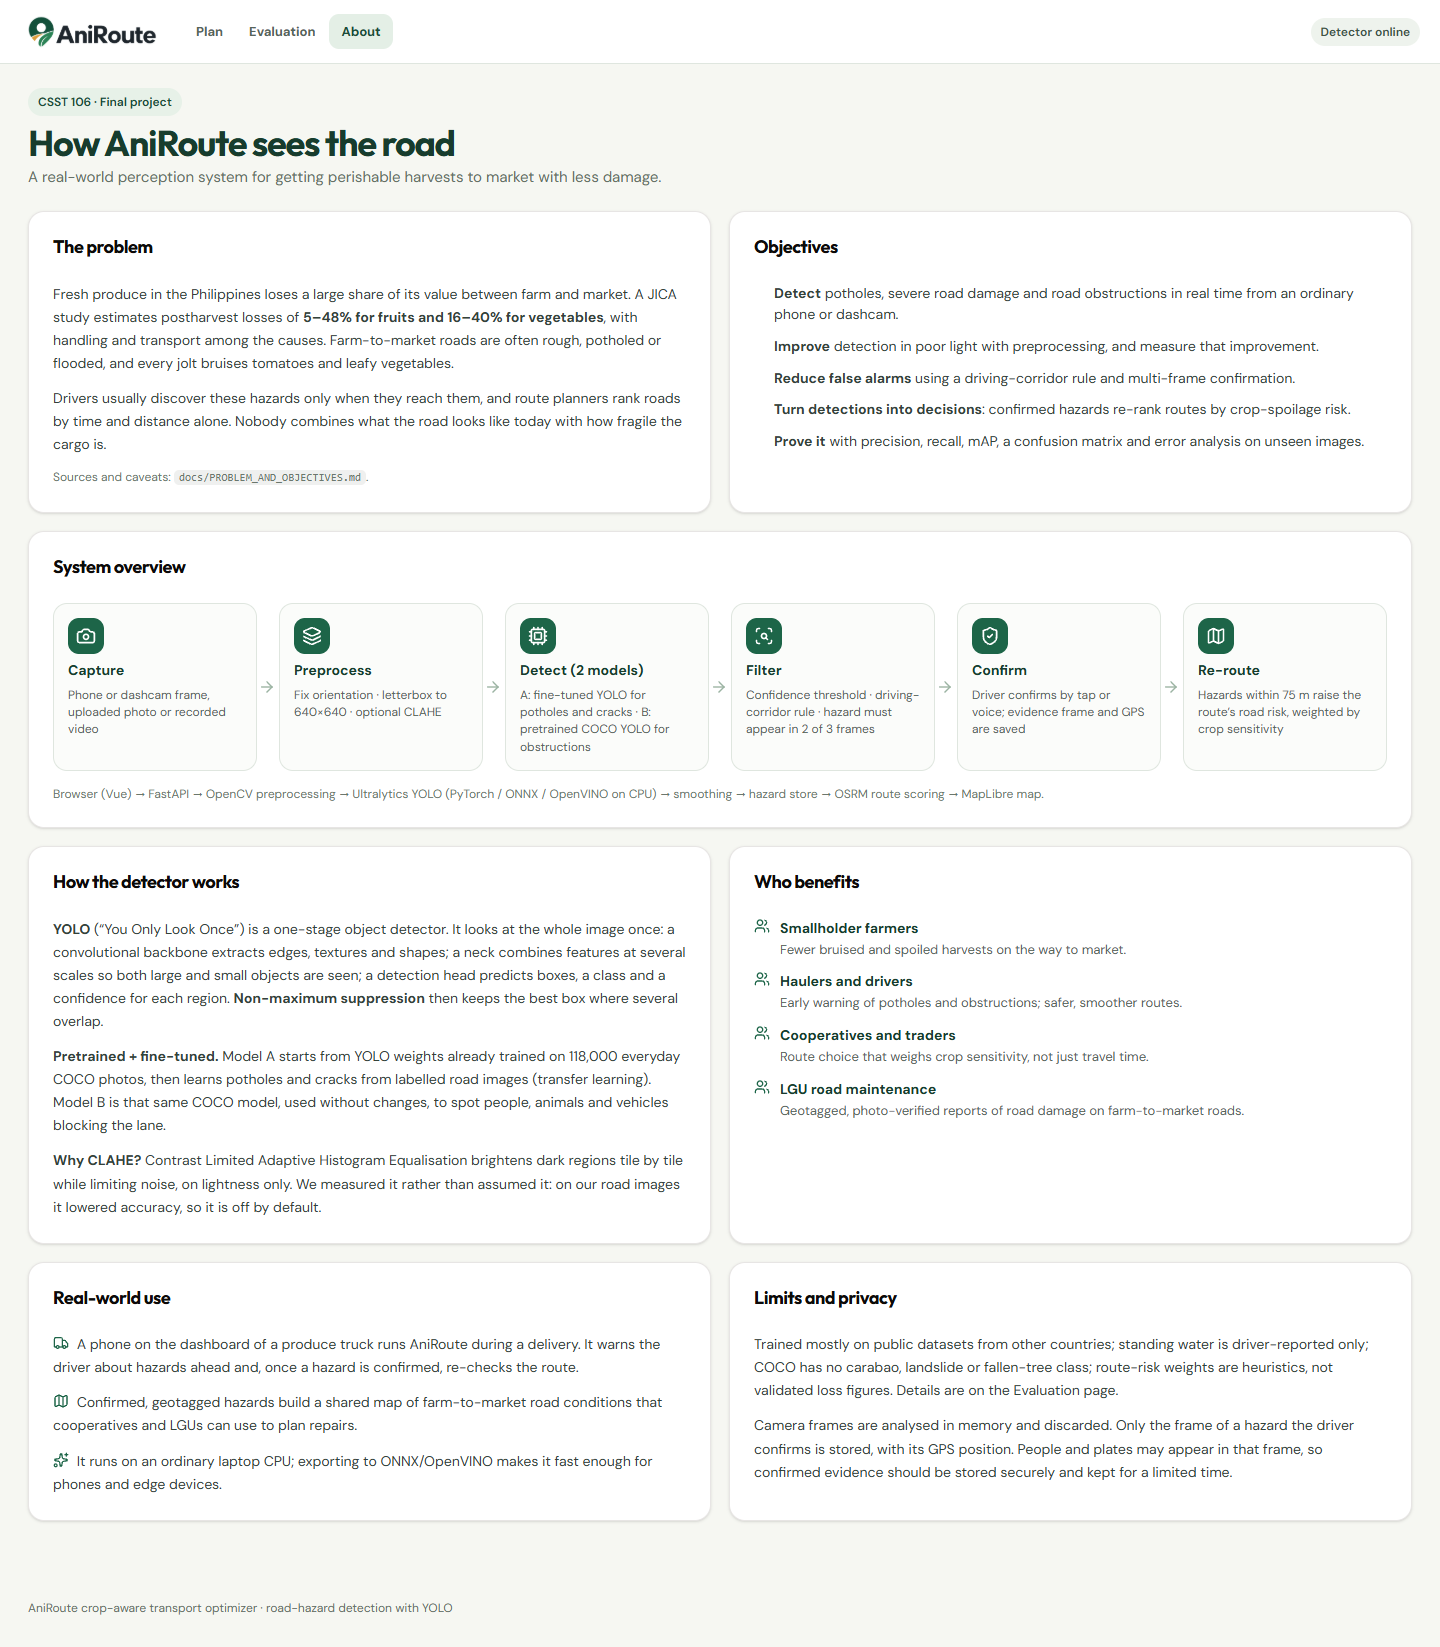 AniRoute
Plan
Evaluation
About
Detector online
CSST 106 · Final project
How AniRoute sees the road
A real-world perception system for getting perishable harvests to market with less damage.
The problem
Fresh produce in the Philippines loses a large share of its value between farm and market. A JICA
study estimates postharvest losses of 5–48% for fruits and 16–40% for vegetables, with
handling and transport among the causes. Farm-to-market roads are often rough, potholed or
flooded, and every jolt bruises tomatoes and leafy vegetables.
Drivers usually discover these hazards only when they reach them, and route planners rank roads
by time and distance alone. Nobody combines what the road looks like today with how fragile the
cargo is.
Sources and caveats: docs/PROBLEM_AND_OBJECTIVES.md.
Objectives
Detect potholes, severe road damage and road obstructions in real time from an ordinary
phone or dashcam.
Improve detection in poor light with preprocessing, and measure that improvement.
Reduce false alarms using a driving-corridor rule and multi-frame confirmation.
Turn detections into decisions: confirmed hazards re-rank routes by crop-spoilage risk.
Prove it with precision, recall, mAP, a confusion matrix and error analysis on unseen images.
System overview
Capture
Phone or dashcam frame,
uploaded photo or recorded
video
Preprocess
Fix orientation · letterbox to
640×640 · optional CLAHE
Detect (2 models)
A: fine-tuned YOLO for
potholes and cracks · B:
pretrained COCO YOLO for
obstructions
Filter
Confidence threshold · driving-
corridor rule · hazard must
appear in 2 of 3 frames
Confirm
Driver confirms by tap or
voice; evidence frame and GPS
are saved
Re-route
Hazards within 75 m raise the
route's road risk, weighted by
crop sensitivity
Browser (Vue) → FastAPI → OpenCV preprocessing → Ultralytics YOLO (PyTorch / ONNX / OpenVINO on CPU) → smoothing → hazard store → OSRM route scoring → MapLibre map.
How the detector works
YOLO (“You Only Look Once”) is a one-stage object detector. It looks at the whole image once: a
convolutional backbone extracts edges, textures and shapes; a neck combines features at several
scales so both large and small objects are seen; a detection head predicts boxes, a class and a
confidence for each region. Non-maximum suppression then keeps the best box where several
overlap.
Pretrained + fine-tuned. Model A starts from YOLO weights already trained on 118,000 everyday
COCO photos, then learns potholes and cracks from labelled road images (transfer learning).
Model B is that same COCO model, used without changes, to spot people, animals and vehicles
blocking the lane.
Why CLAHE? Contrast Limited Adaptive Histogram Equalisation brightens dark regions tile by tile
while limiting noise, on lightness only. We measured it rather than assumed it: on our road images
it lowered accuracy, so it is off by default.
Who benefits
Smallholder farmers
Fewer bruised and spoiled harvests on the way to market.
Haulers and drivers
Early warning of potholes and obstructions; safer, smoother routes.
Cooperatives and traders
Route choice that weighs crop sensitivity, not just travel time.
LGU road maintenance
Geotagged, photo-verified reports of road damage on farm-to-market roads.
Real-world use
A phone on the dashboard of a produce truck runs AniRoute during a delivery. It warns the
driver about hazards ahead and, once a hazard is confirmed, re-checks the route.
Confirmed, geotagged hazards build a shared map of farm-to-market road conditions that
cooperatives and LGUs can use to plan repairs.
It runs on an ordinary laptop CPU; exporting to ONNX/OpenVINO makes it fast enough for
phones and edge devices.
Limits and privacy
Trained mostly on public datasets from other countries; standing water is driver-reported only;
COCO has no carabao, landslide or fallen-tree class; route-risk weights are heuristics, not
validated loss figures. Details are on the Evaluation page.
Camera frames are analysed in memory and discarded. Only the frame of a hazard the driver
confirms is stored, with its GPS position. People and plates may appear in that frame, so
confirmed evidence should be stored securely and kept for a limited time.
AniRoute crop-aware transport optimizer · road-hazard detection with YOLO